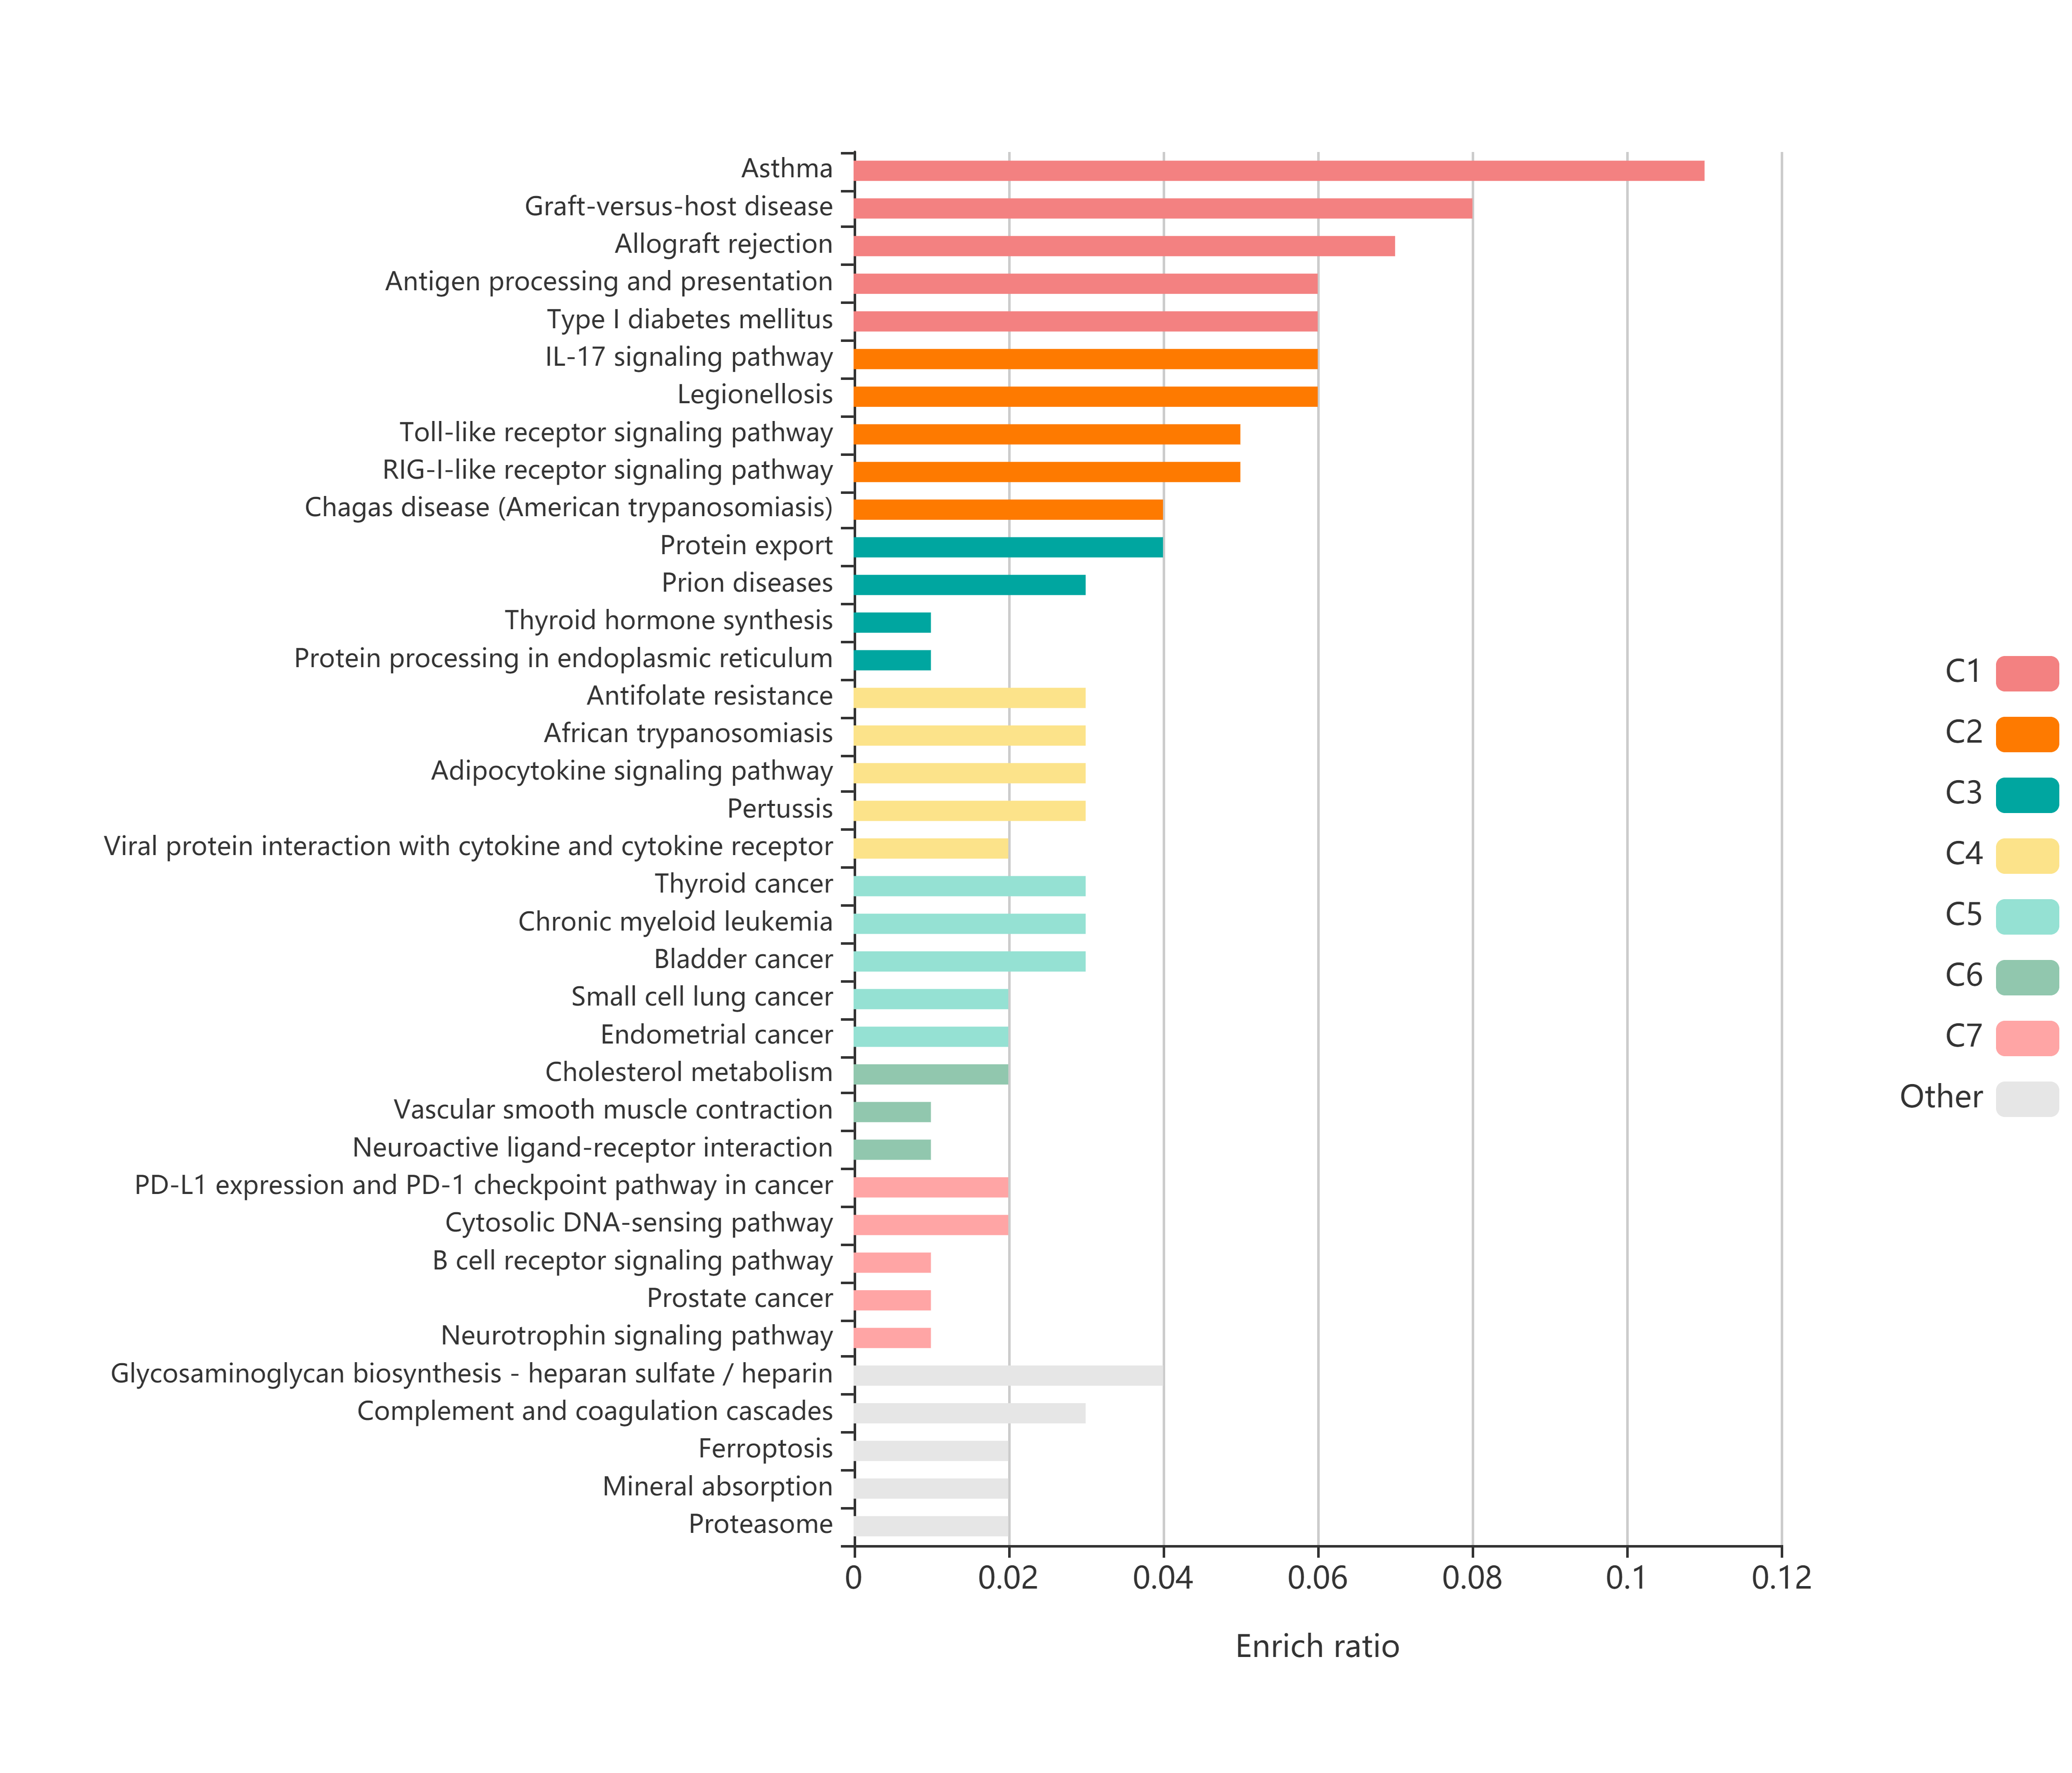 Asthma
Graft-versus-host disease
Allograft rejection
Antigen processing and presentation
Type I diabetes mellitus
IL-17 signaling pathway
Legionellosis
Toll-like receptor signaling pathway
RIG-I-like receptor signaling pathway
Chagas disease (American trypanosomiasis)
Protein export
Prion diseases
Thyroid hormone synthesis
Protein processing in endoplasmic reticulum
Antifolate resistance
African trypanosomiasis
Adipocytokine signaling pathway
Pertussis
Viral protein interaction with cytokine and cytokine receptor
Thyroid cancer
Chronic myeloid leukemia
Bladder cancer
Small cell lung cancer
Endometrial cancer
Cholesterol metabolism
Vascular smooth muscle contraction
Neuroactive ligand-receptor interaction
PD-L1 expression and PD-1 checkpoint pathway in cancer
Cytosolic DNA-sensing pathway
B cell receptor signaling pathway
Prostate cancer
Neurotrophin signaling pathway
Glycosaminoglycan biosynthesis - heparan sulfate / heparin
Complement and coagulation cascades
Ferroptosis
Mineral absorption
Proteasome
0 0.02 0.04 0.06 0.08 0.1 0.12
Enrich ratio
C1
C2
C3
C4
C5
C6
C7
Other